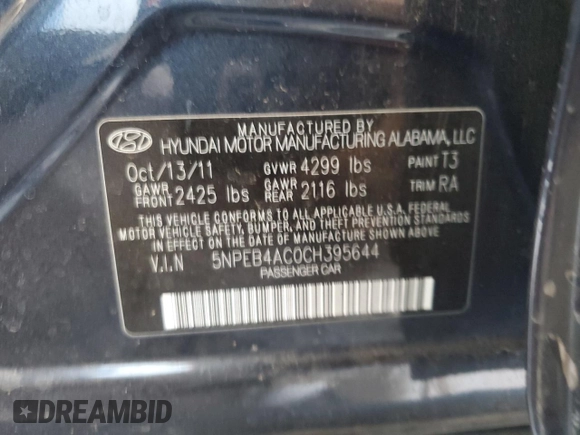 MANUFACTURED BY
HYUNDAI MOTOR MANUFACTURING ALABAMA, LLC
Oct/13/11 GVWR 4299 lbs PAINT T3
GAWR FRONT 2425 lbs GAWR REAR 2116 lbs TRIM RA
THIS VEHICLE CONFORMS TO ALL APPLICABLE U.S.A. FEDERAL
MOTOR VEHICLE SAFETY, BUMPER, AND THEFT PREVENTION STANDARDS
IN EFFECT ON THE DATE OF MANUFACTURE SHOWN ABOVE.
V.I.N 5NPEB4AC0CH395644
PASSENGER CAR
DREAMBID